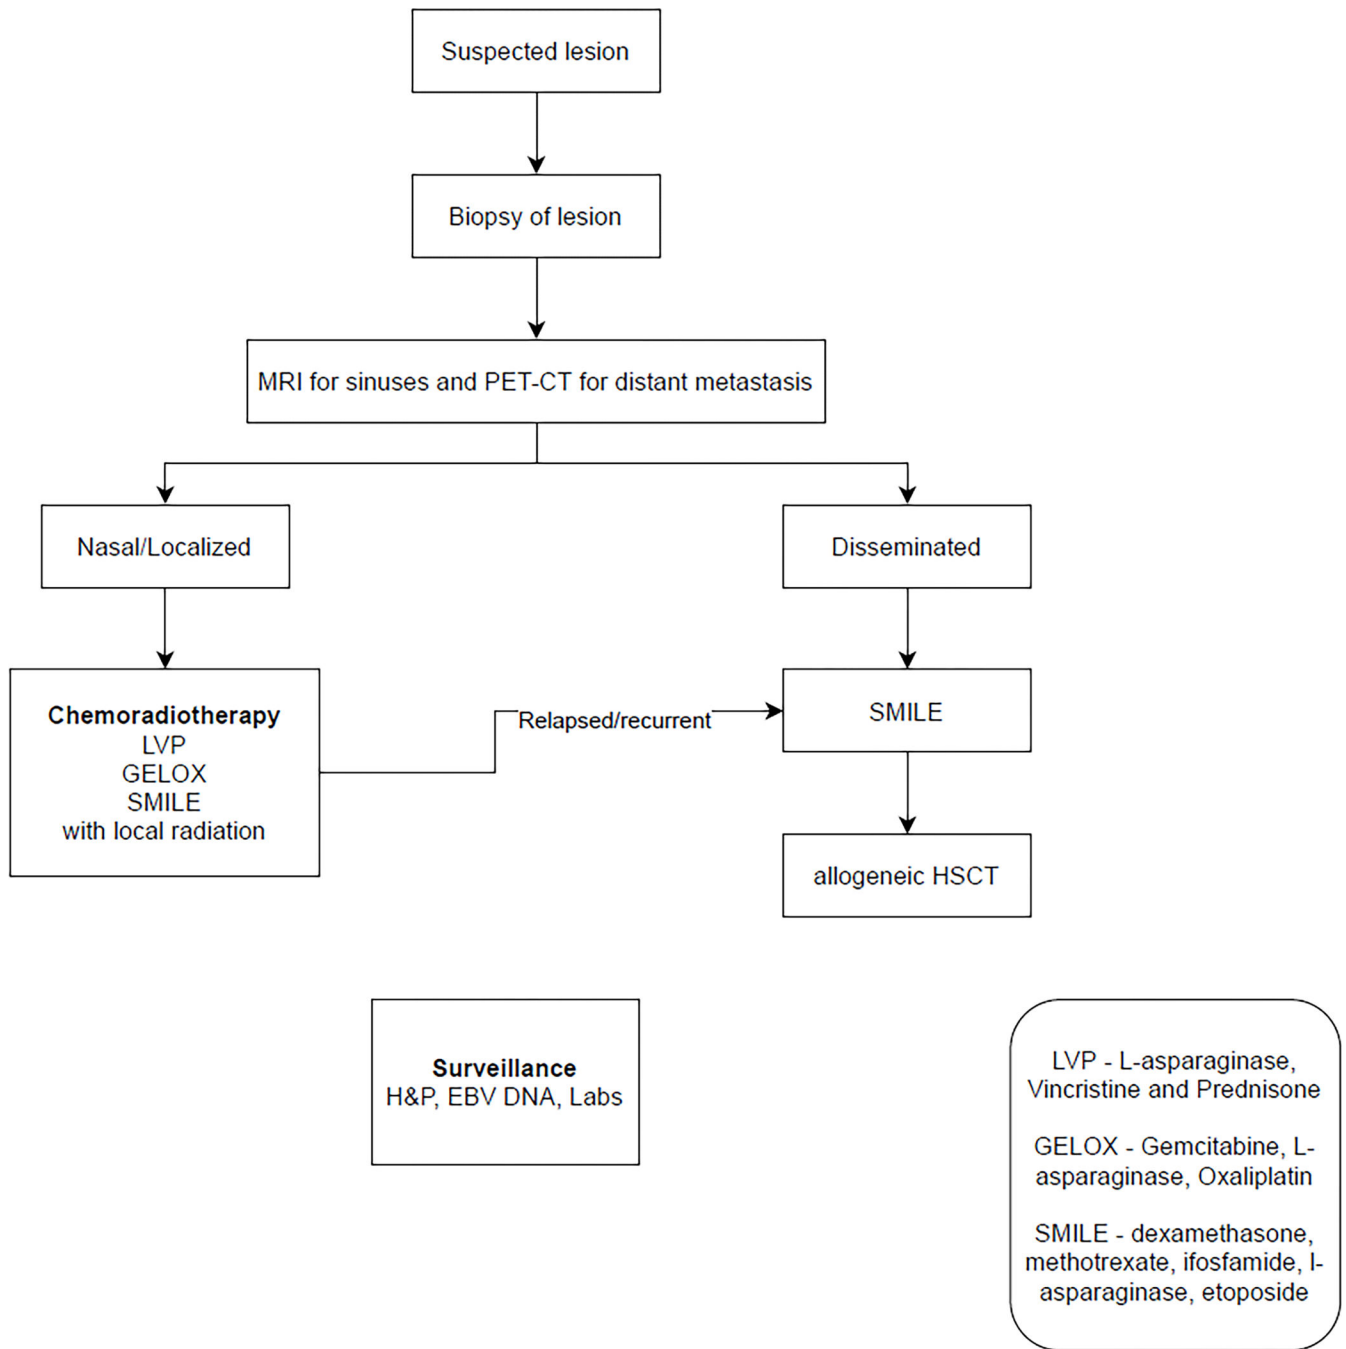 Suspected lesion
Biopsy of lesion
MRI for sinuses and PET-CT for distant metastasis
Nasal/Localized
Disseminated
Chemoradiotherapy
LVP
GELOX
SMILE
with local radiation
Relapsed/recurrent
SMILE
allogeneic HSCT
Surveillance
H&P, EBV DNA, Labs
LVP - L-asparaginase,
Vincristine and Prednisone
GELOX - Gemcitabine, L-
asparaginase, Oxaliplatin
SMILE - dexamethasone,
methotrexate, ifosfamide, l-
asparaginase, etoposide